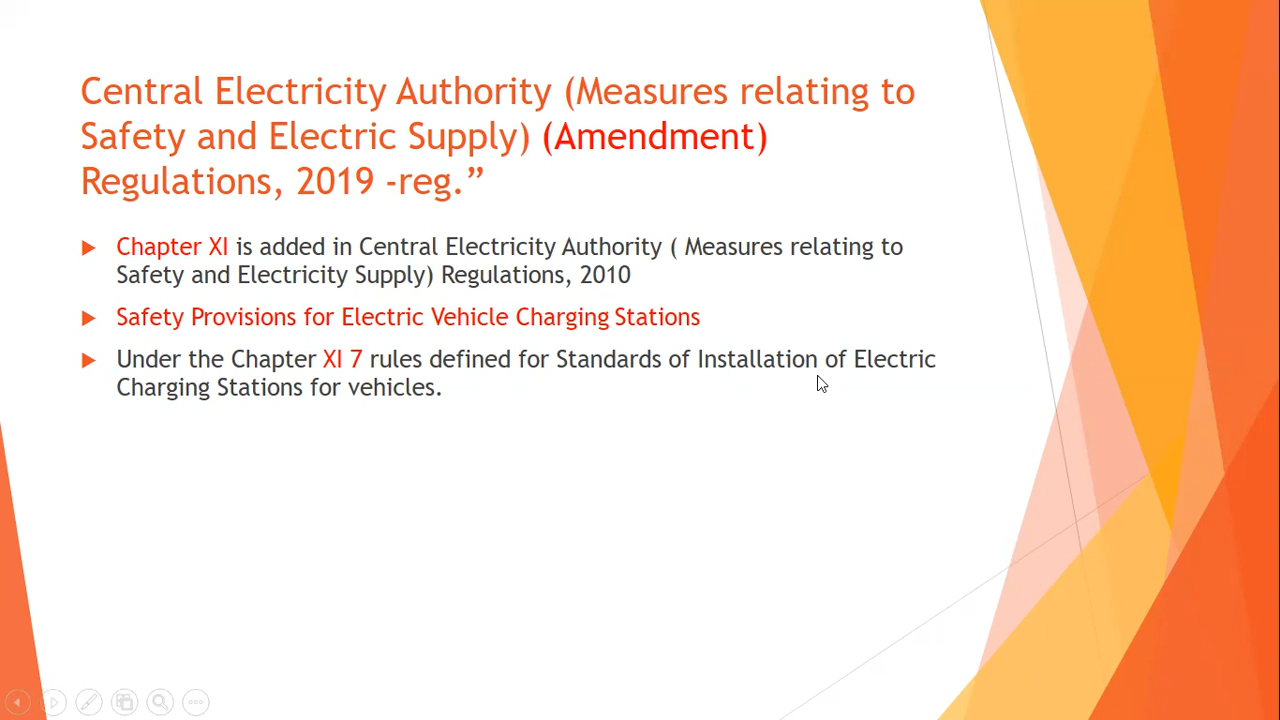 Central Electricity Authority (Measures relating to
Safety and Electric Supply) (Amendment)
Regulations, 2019 -reg.”
Chapter XI is added in Central Electricity Authority ( Measures relating to
Safety and Electricity Supply) Regulations, 2010
Safety Provisions for Electric Vehicle Charging Stations
Under the Chapter XI 7 rules defined for Standards of Installation of Electric
Charging Stations for vehicles.